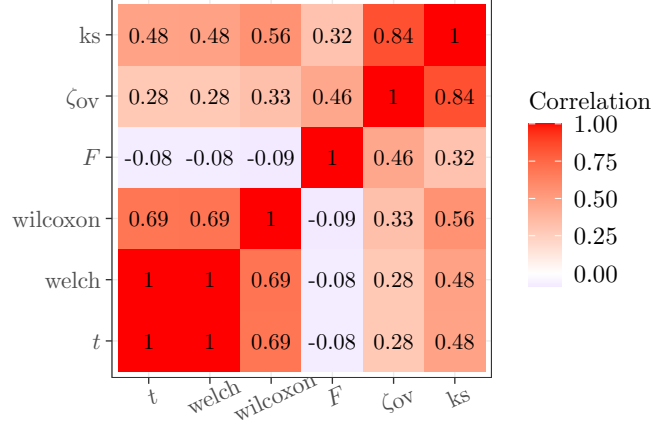 ks 0.48 0.48 0.56 0.32 0.84 1
ζov 0.28 0.28 0.33 0.46 1 0.84
F -0.08 -0.08 -0.09 1 0.46 0.32
wilcoxon 0.69 0.69 1 -0.09 0.33 0.56
welch 1 1 0.69 -0.08 0.28 0.48
t 1 1 0.69 -0.08 0.28 0.48
t welch wilcoxon F ζov ks
Correlation
1.00
0.75
0.50
0.25
0.00